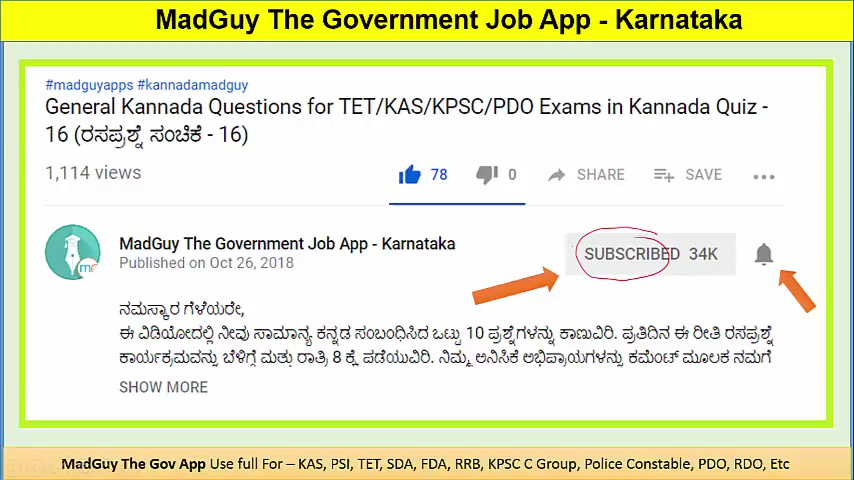 MadGuy The Government Job App - Karnataka
#madguyapps #kannadamadguy
General Kannada Questions for TET/KAS/KPSC/PDO Exams in Kannada Quiz -
16 (ರಸಪ್ರಶ್ನೆ ಸಂಚಿಕೆ - 16)
1,114 views
78 0 SHARE SAVE
MadGuy The Government Job App - Karnataka
SUBSCRIBED 34K
Published on Oct 26, 2018
ನಮಸ್ಕಾರ ಗೆಳೆಯರೇ,
ಈ ವಿಡಿಯೋದಲ್ಲಿ ನೀವು ಸಾಮಾನ್ಯ ಕನ್ನಡ ಸಂಬಂಧಿಸಿದ ಒಟ್ಟು 10 ಪ್ರಶ್ನೆಗಳನ್ನು ಕಾಣುವಿರಿ. ಪ್ರತಿದಿನ ಈ ರೀತಿ ರಸಪ್ರಶ್ನೆ
ಕಾರ್ಯಕ್ರಮವನ್ನು ಬೆಳಿಗ್ಗೆ ಮತ್ತು ರಾತ್ರಿ 8 ಕ್ಕೆ ಪಡೆಯುವಿರಿ. ನಿಮ್ಮ ಅನಿಸಿಕೆ ಅಭಿಪ್ರಾಯಗಳನ್ನು ಕಮೆಂಟ್ ಮೂಲಕ ನಮಗೆ
SHOW MORE
MadGuy The Gov App Use full For – KAS, PSI, TET, SDA, FDA, RRB, KPSC C Group, Police Constable, PDO, RDO, Etc